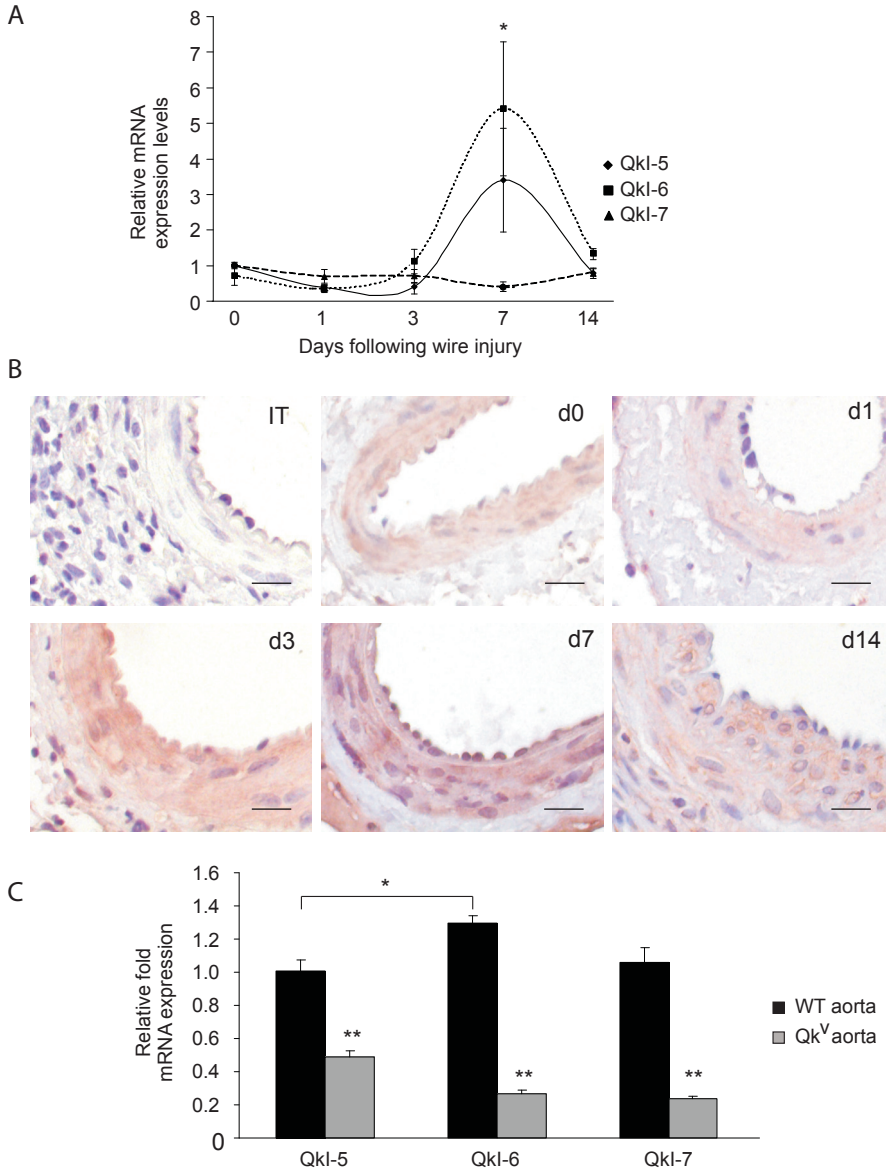 A
Relative mRNA
expression levels
8
7
6
5
4
3
2
1
0
*
QkI-5
QkI-6
QkI-7
0 1 3 7 14
Days following wire injury
B
IT
d0
d1
d3
d7
d14
C
Relative fold
mRNA expression
1.6
1.4
1.2
1.0
0.8
0.6
0.4
0.2
0
*
**
**
**
WT aorta
Qkᵛ aorta
QkI-5 QkI-6 QkI-7